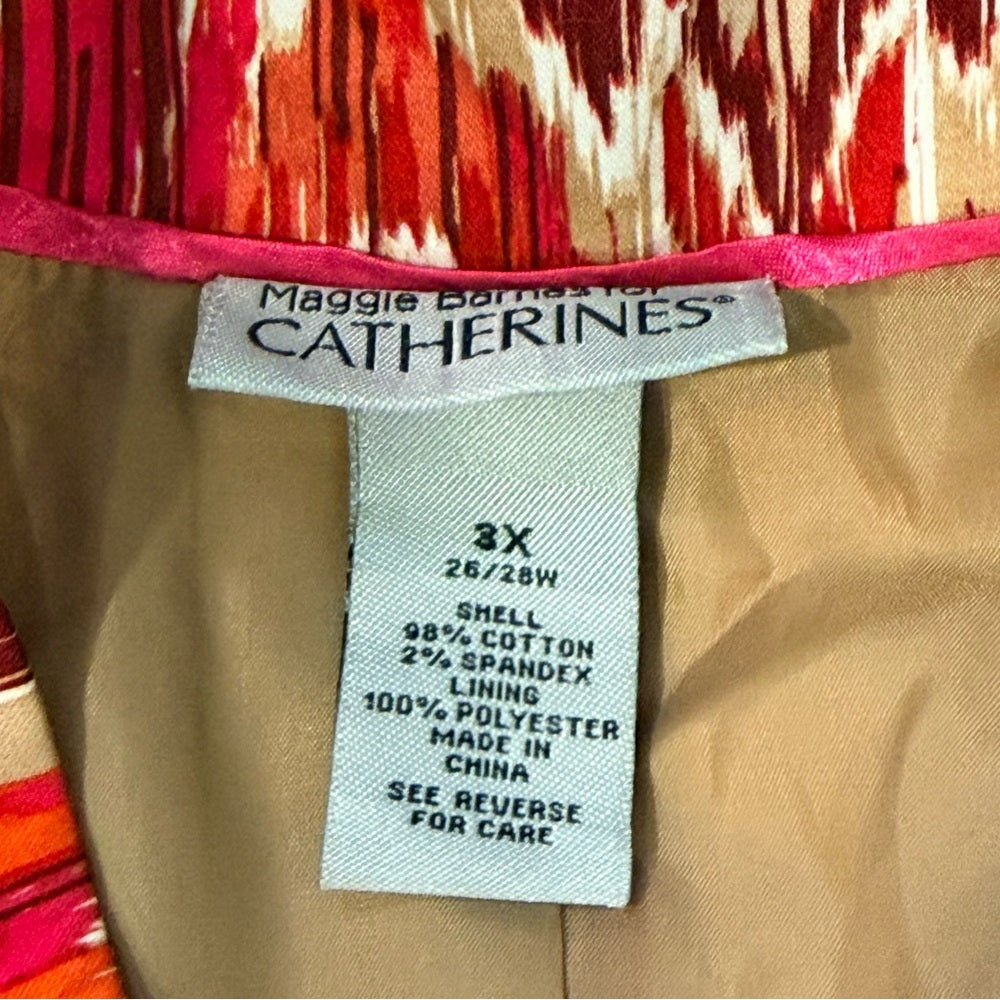 Maggie Barnes for
CATHERINES®
3X
26/28W
SHELL
98% COTTON
2% SPANDEX
LINING
100% POLYESTER
MADE IN
CHINA
SEE REVERSE
FOR CARE